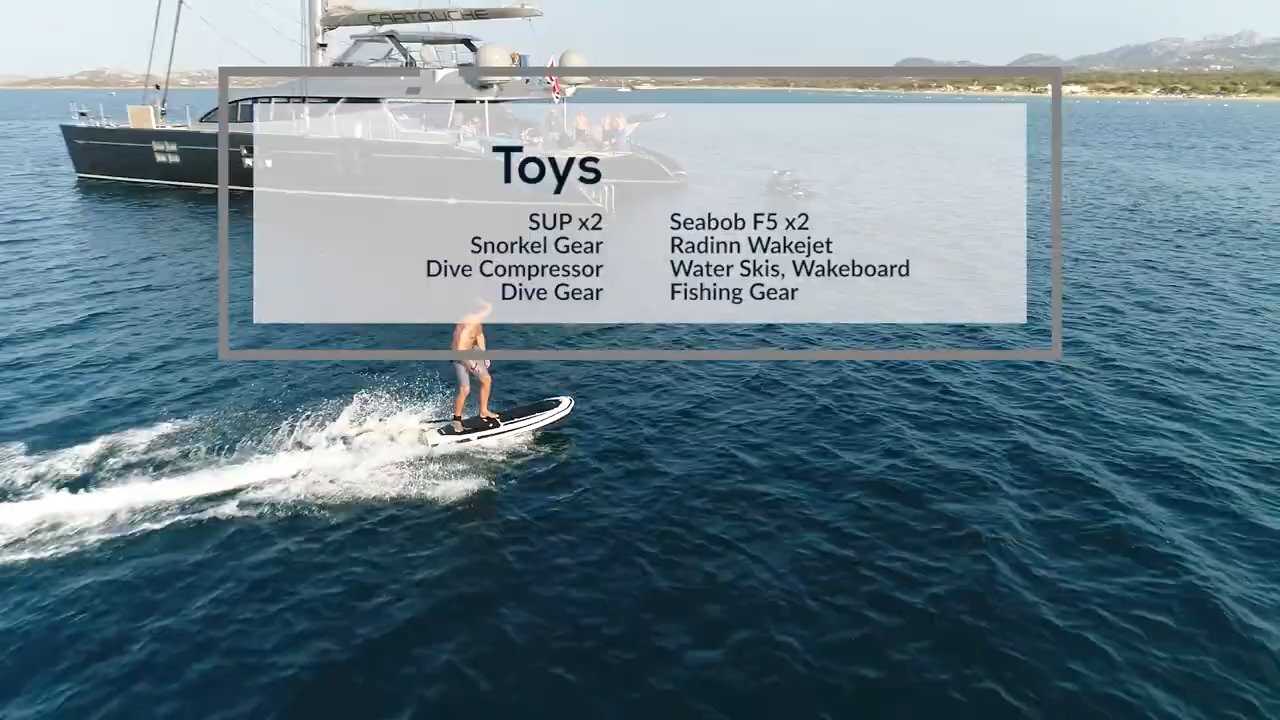 CARTOUCHE
Toys
SUP x2
Snorkel Gear
Dive Compressor
Dive Gear
Seabob F5 x2
Radinn Wakejet
Water Skis, Wakeboard
Fishing Gear